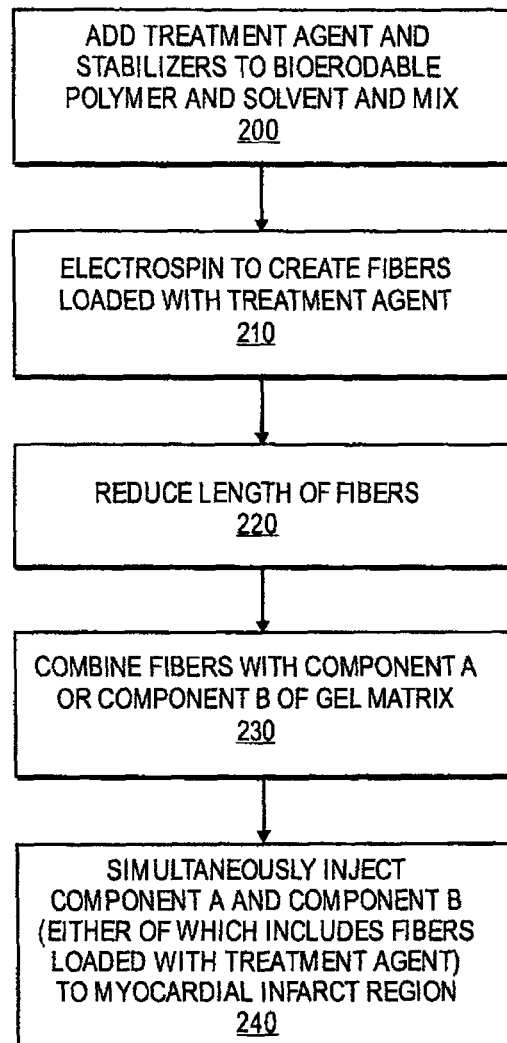 ADD TREATMENT AGENT AND
STABILIZERS TO BIOERODABLE
POLYMER AND SOLVENT AND MIX
200
ELECTROSPIN TO CREATE FIBERS
LOADED WITH TREATMENT AGENT
210
REDUCE LENGTH OF FIBERS
220
COMBINE FIBERS WITH COMPONENT A
OR COMPONENT B OF GEL MATRIX
230
SIMULTANEOUSLY INJECT
COMPONENT A AND COMPONENT B
(EITHER OF WHICH INCLUDES FIBERS
LOADED WITH TREATMENT AGENT)
TO MYOCARDIAL INFARCT REGION
240